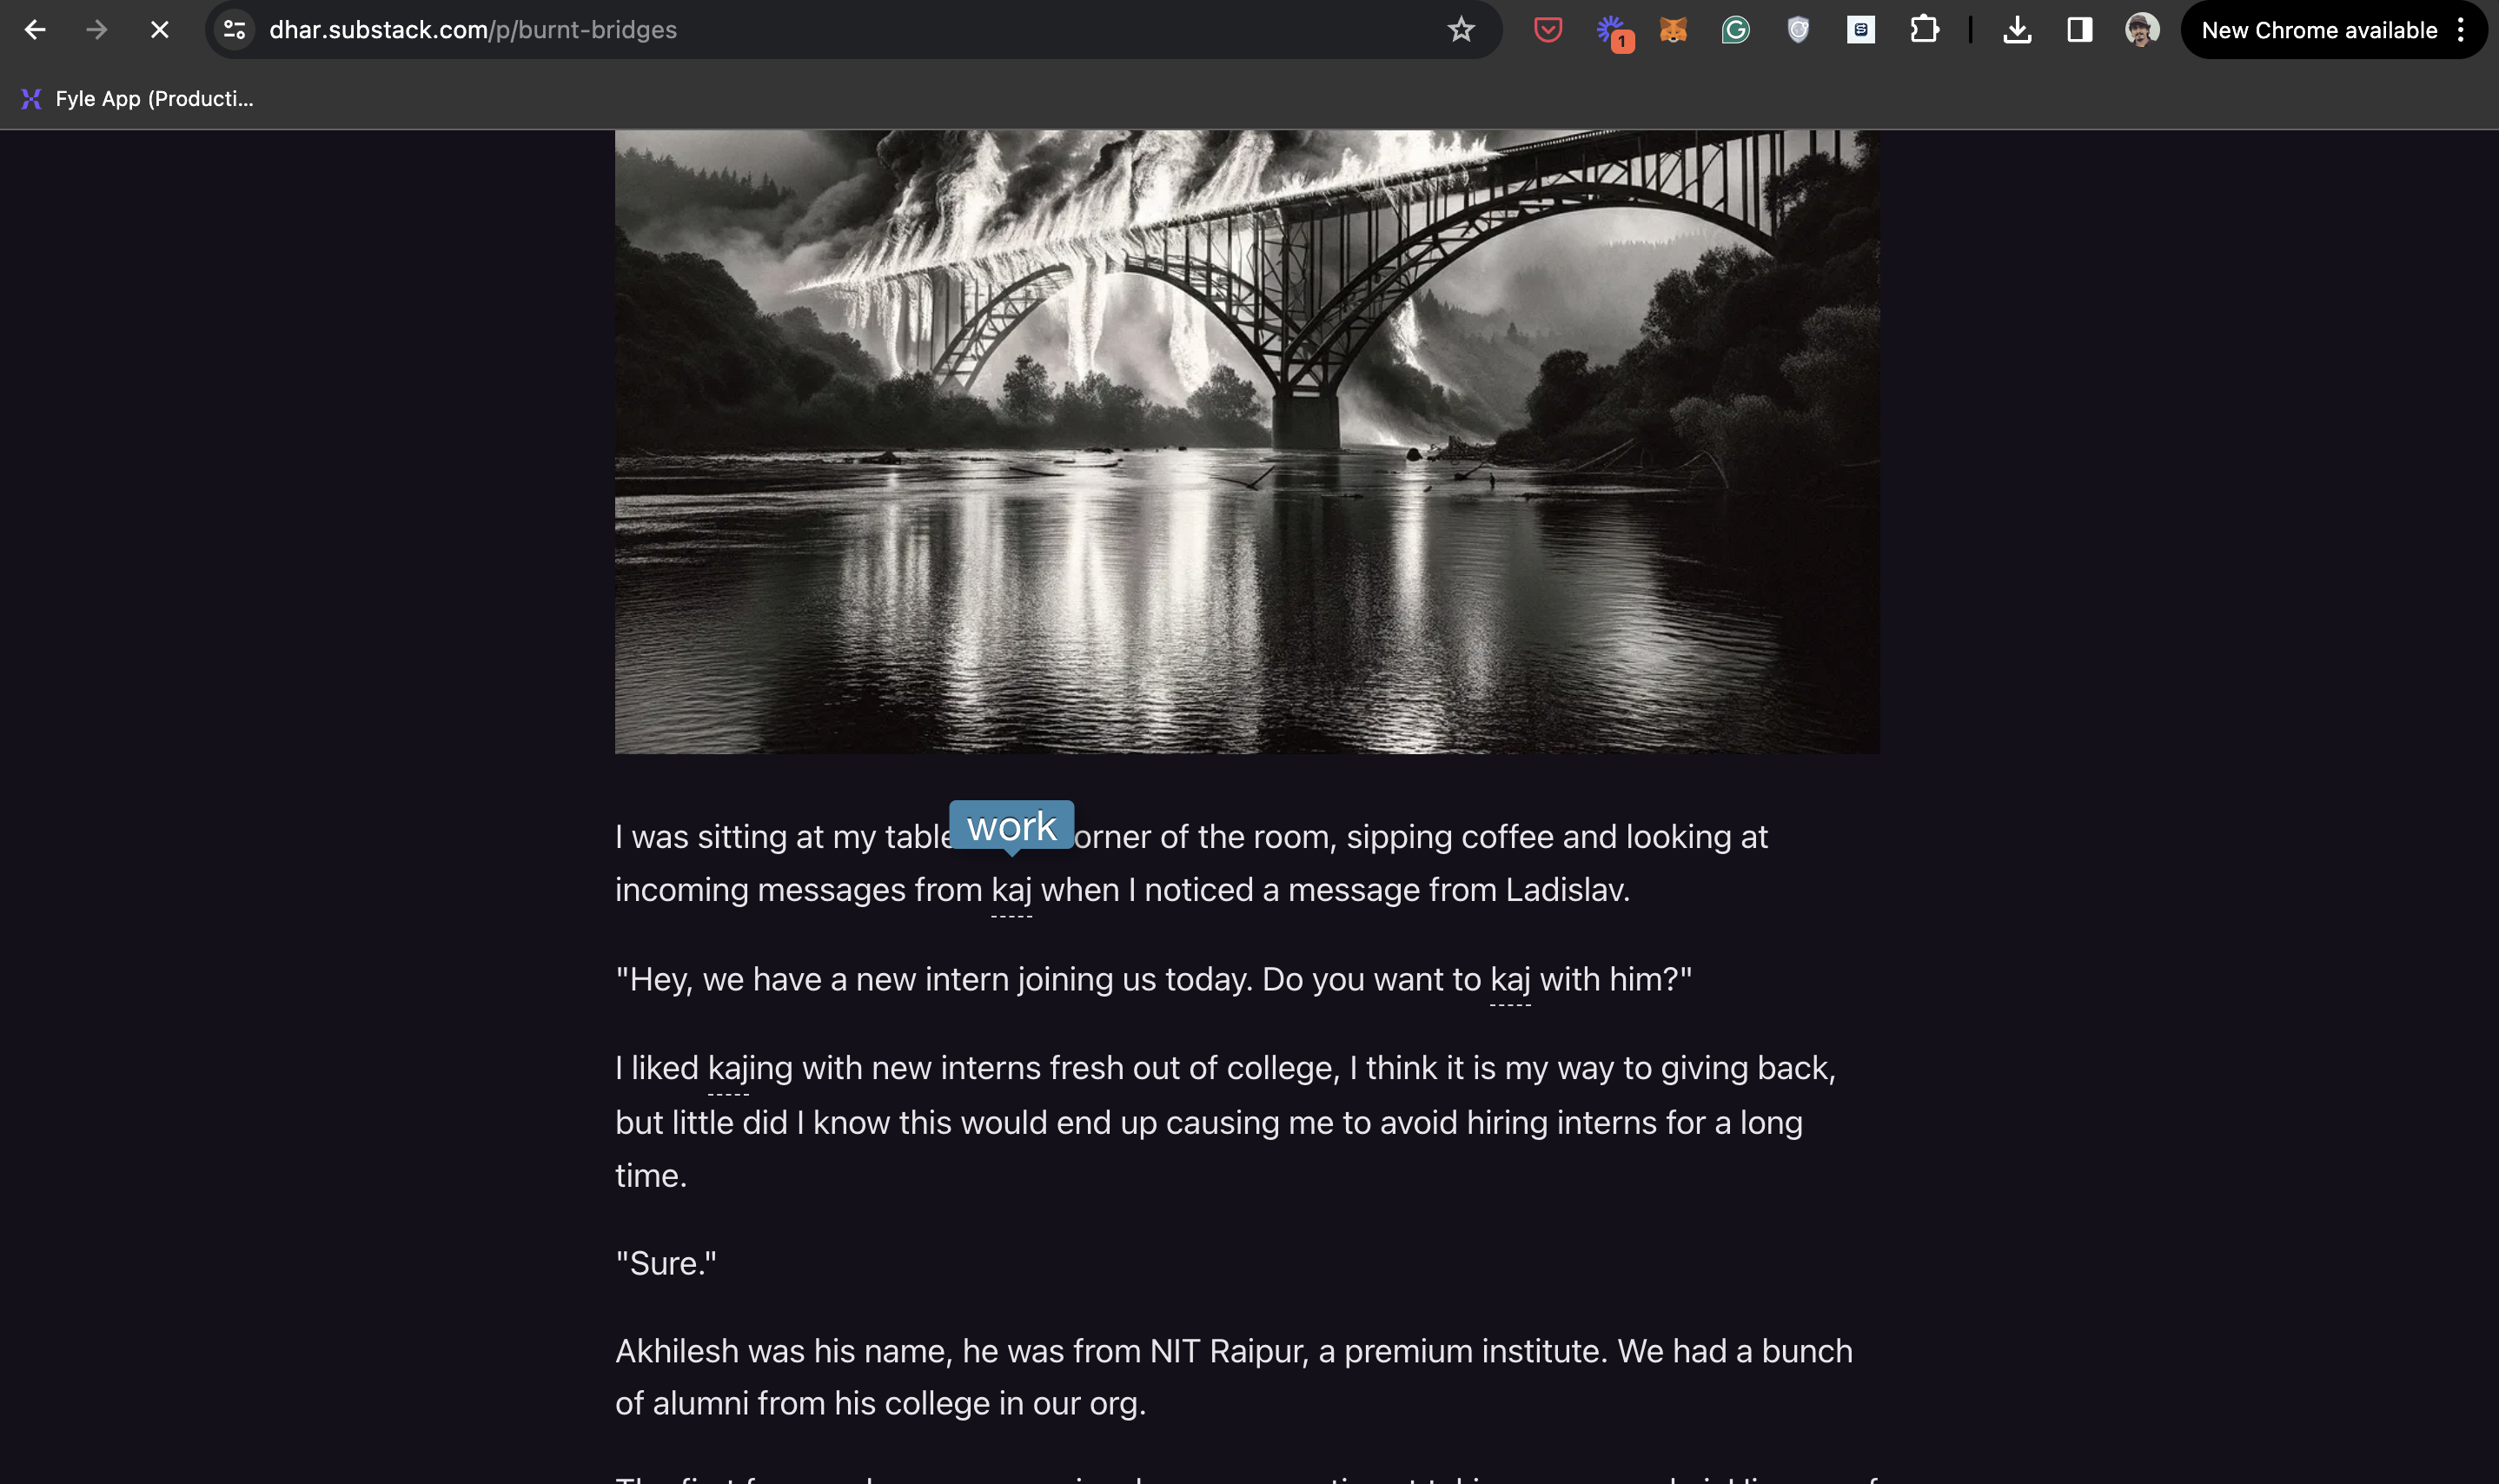 dhar.substack.com/p/burnt-bridges
1
New Chrome available
Fyle App (Producti...
work
I was sitting at my table orner of the room, sipping coffee and looking at
incoming messages from kaj when I noticed a message from Ladislav.
"Hey, we have a new intern joining us today. Do you want to kaj with him?"
I liked kajing with new interns fresh out of college, I think it is my way to giving back,
but little did I know this would end up causing me to avoid hiring interns for a long
time.
"Sure."
Akhilesh was his name, he was from NIT Raipur, a premium institute. We had a bunch
of alumni from his college in our org.